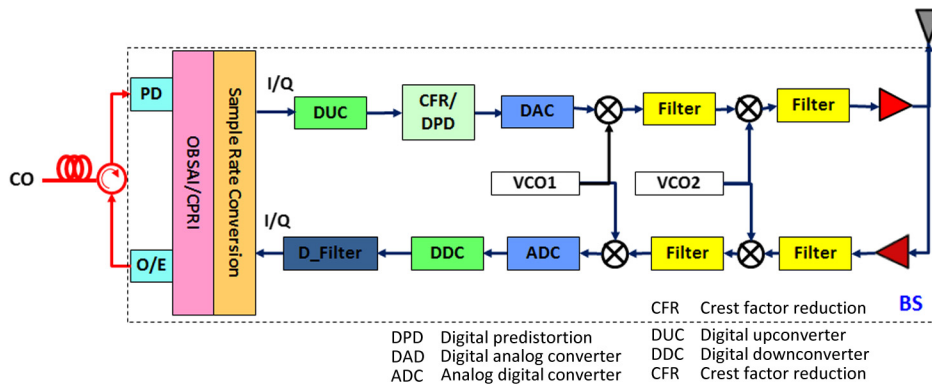 I/Q
PD
DUC
CFR/
DPD
DAC
Filter
Filter
CO
OBSAI/CPRI
Sample Rate Conversion
VCO1
VCO2
I/Q
O/E
D_Filter
DDC
ADC
Filter
Filter
BS
CFR Crest factor reduction
DPD Digital predistortion
DUC Digital upconverter
DAD Digital analog converter
DDC Digital downconverter
ADC Analog digital converter
CFR Crest factor reduction